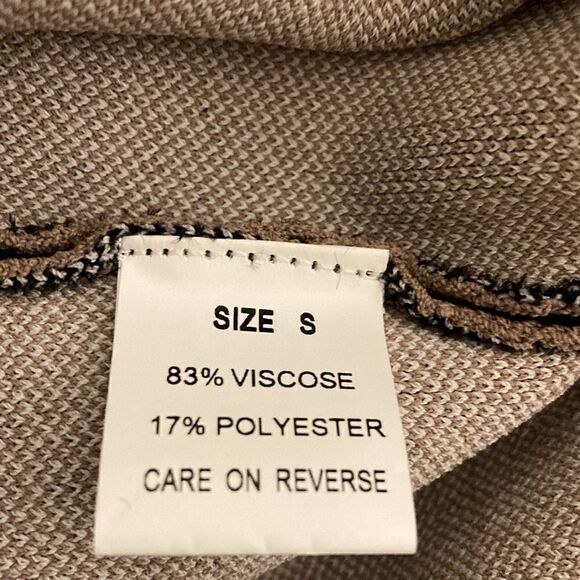 SIZE S
83% VISCOSE
17% POLYESTER
CARE ON REVERSE